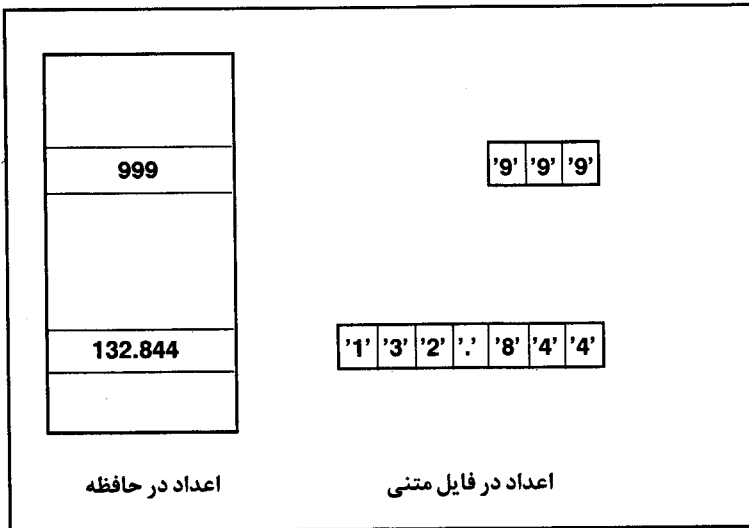 999
'9' '9' '9'
132.844
'1' '3' '2' '.' '8' '4' '4'
اعداد در حافظه
اعداد در فایل متنی